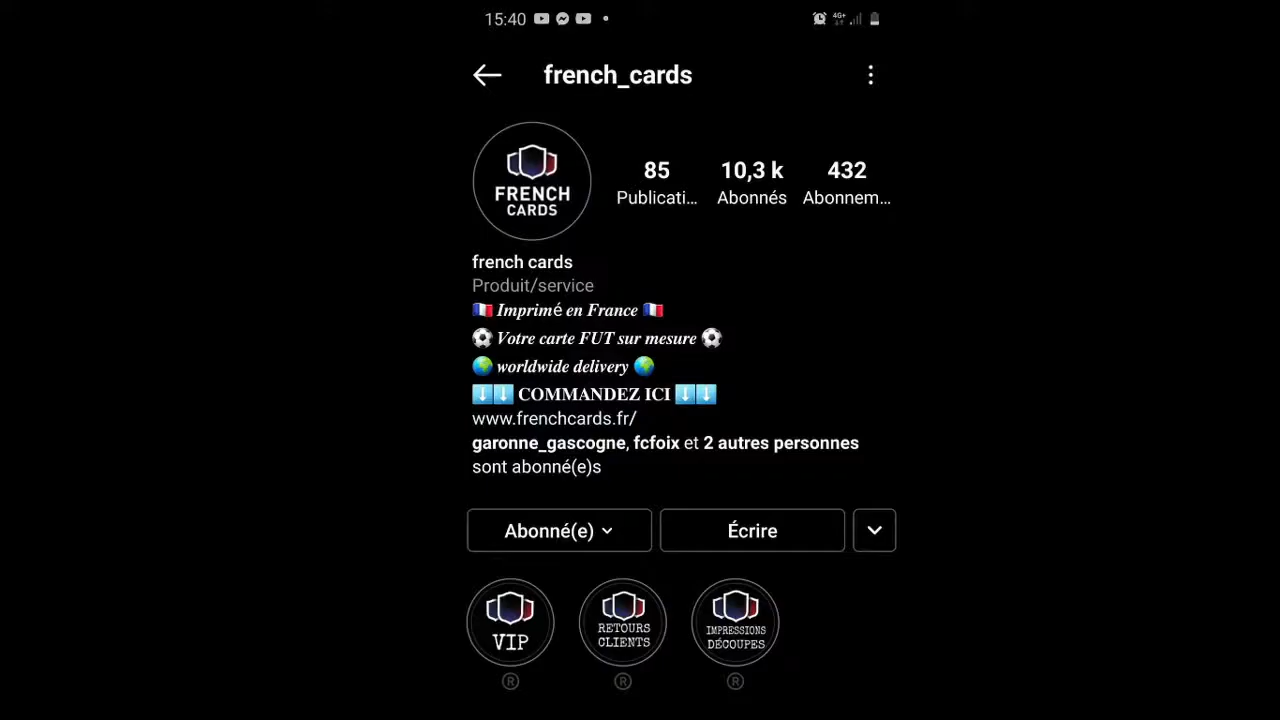 15:40
4G+
french_cards
FRENCH
CARDS
85
Publicati...
10,3 k
Abonnés
432
Abonnem...
french cards
Produit/service
🇫🇷 Imprimé en France 🇫🇷
⚽ Votre carte FUT sur mesure ⚽
🌍 worldwide delivery 🌍
⬇️⬇️ COMMANDEZ ICI ⬇️⬇️
www.frenchcards.fr/
garonne_gascogne, fcfoix et 2 autres personnes
sont abonné(e)s
Abonné(e)
Écrire
VIP
RETOURS
CLIENTS
IMPRESSIONS
DÉCOUPES
® ® ®